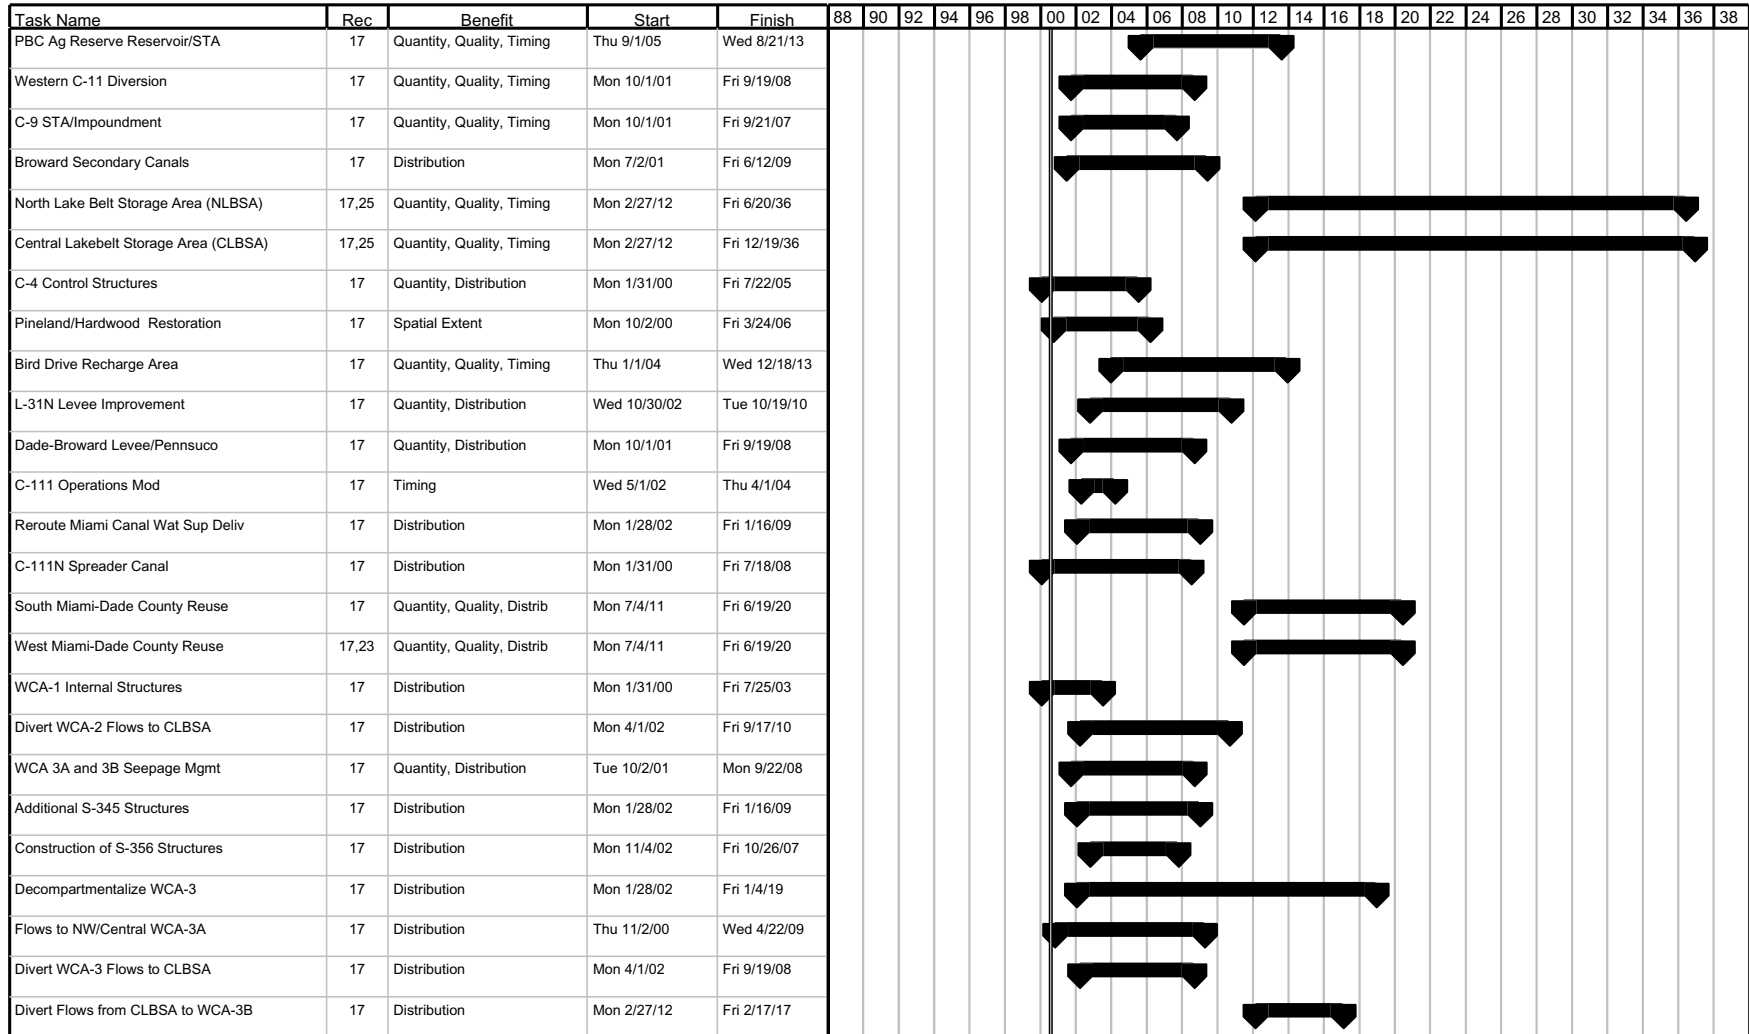 Task Name Rec Benefit Start Finish 88 90 92 94 96 98 00 02 04 06 08 10 12 14 16 18 20 22 24 26 28 30 32 34 36 38
PBC Ag Reserve Reservoir/STA 17 Quantity, Quality, Timing Thu 9/1/05 Wed 8/21/13
Western C-11 Diversion 17 Quantity, Quality, Timing Mon 10/1/01 Fri 9/19/08
C-9 STA/Impoundment 17 Quantity, Quality, Timing Mon 10/1/01 Fri 9/21/07
Broward Secondary Canals 17 Distribution Mon 7/2/01 Fri 6/12/09
North Lake Belt Storage Area (NLBSA) 17,25 Quantity, Quality, Timing Mon 2/27/12 Fri 6/20/36
Central Lakebelt Storage Area (CLBSA) 17,25 Quantity, Quality, Timing Mon 2/27/12 Fri 12/19/36
C-4 Control Structures 17 Quantity, Distribution Mon 1/31/00 Fri 7/22/05
Pineland/Hardwood Restoration 17 Spatial Extent Mon 10/2/00 Fri 3/24/06
Bird Drive Recharge Area 17 Quantity, Quality, Timing Thu 1/1/04 Wed 12/18/13
L-31N Levee Improvement 17 Quantity, Distribution Wed 10/30/02 Tue 10/19/10
Dade-Broward Levee/Pennsuco 17 Quantity, Distribution Mon 10/1/01 Fri 9/19/08
C-111 Operations Mod 17 Timing Wed 5/1/02 Thu 4/1/04
Reroute Miami Canal Wat Sup Deliv 17 Distribution Mon 1/28/02 Fri 1/16/09
C-111N Spreader Canal 17 Distribution Mon 1/31/00 Fri 7/18/08
South Miami-Dade County Reuse 17 Quantity, Quality, Distrib Mon 7/4/11 Fri 6/19/20
West Miami-Dade County Reuse 17,23 Quantity, Quality, Distrib Mon 7/4/11 Fri 6/19/20
WCA-1 Internal Structures 17 Distribution Mon 1/31/00 Fri 7/25/03
Divert WCA-2 Flows to CLBSA 17 Distribution Mon 4/1/02 Fri 9/17/10
WCA 3A and 3B Seepage Mgmt 17 Quantity, Distribution Tue 10/2/01 Mon 9/22/08
Additional S-345 Structures 17 Distribution Mon 1/28/02 Fri 1/16/09
Construction of S-356 Structures 17 Distribution Mon 11/4/02 Fri 10/26/07
Decompartmentalize WCA-3 17 Distribution Mon 1/28/02 Fri 1/4/19
Flows to NW/Central WCA-3A 17 Distribution Thu 11/2/00 Wed 4/22/09
Divert WCA-3 Flows to CLBSA 17 Distribution Mon 4/1/02 Fri 9/19/08
Divert Flows from CLBSA to WCA-3B 17 Distribution Mon 2/27/12 Fri 2/17/17